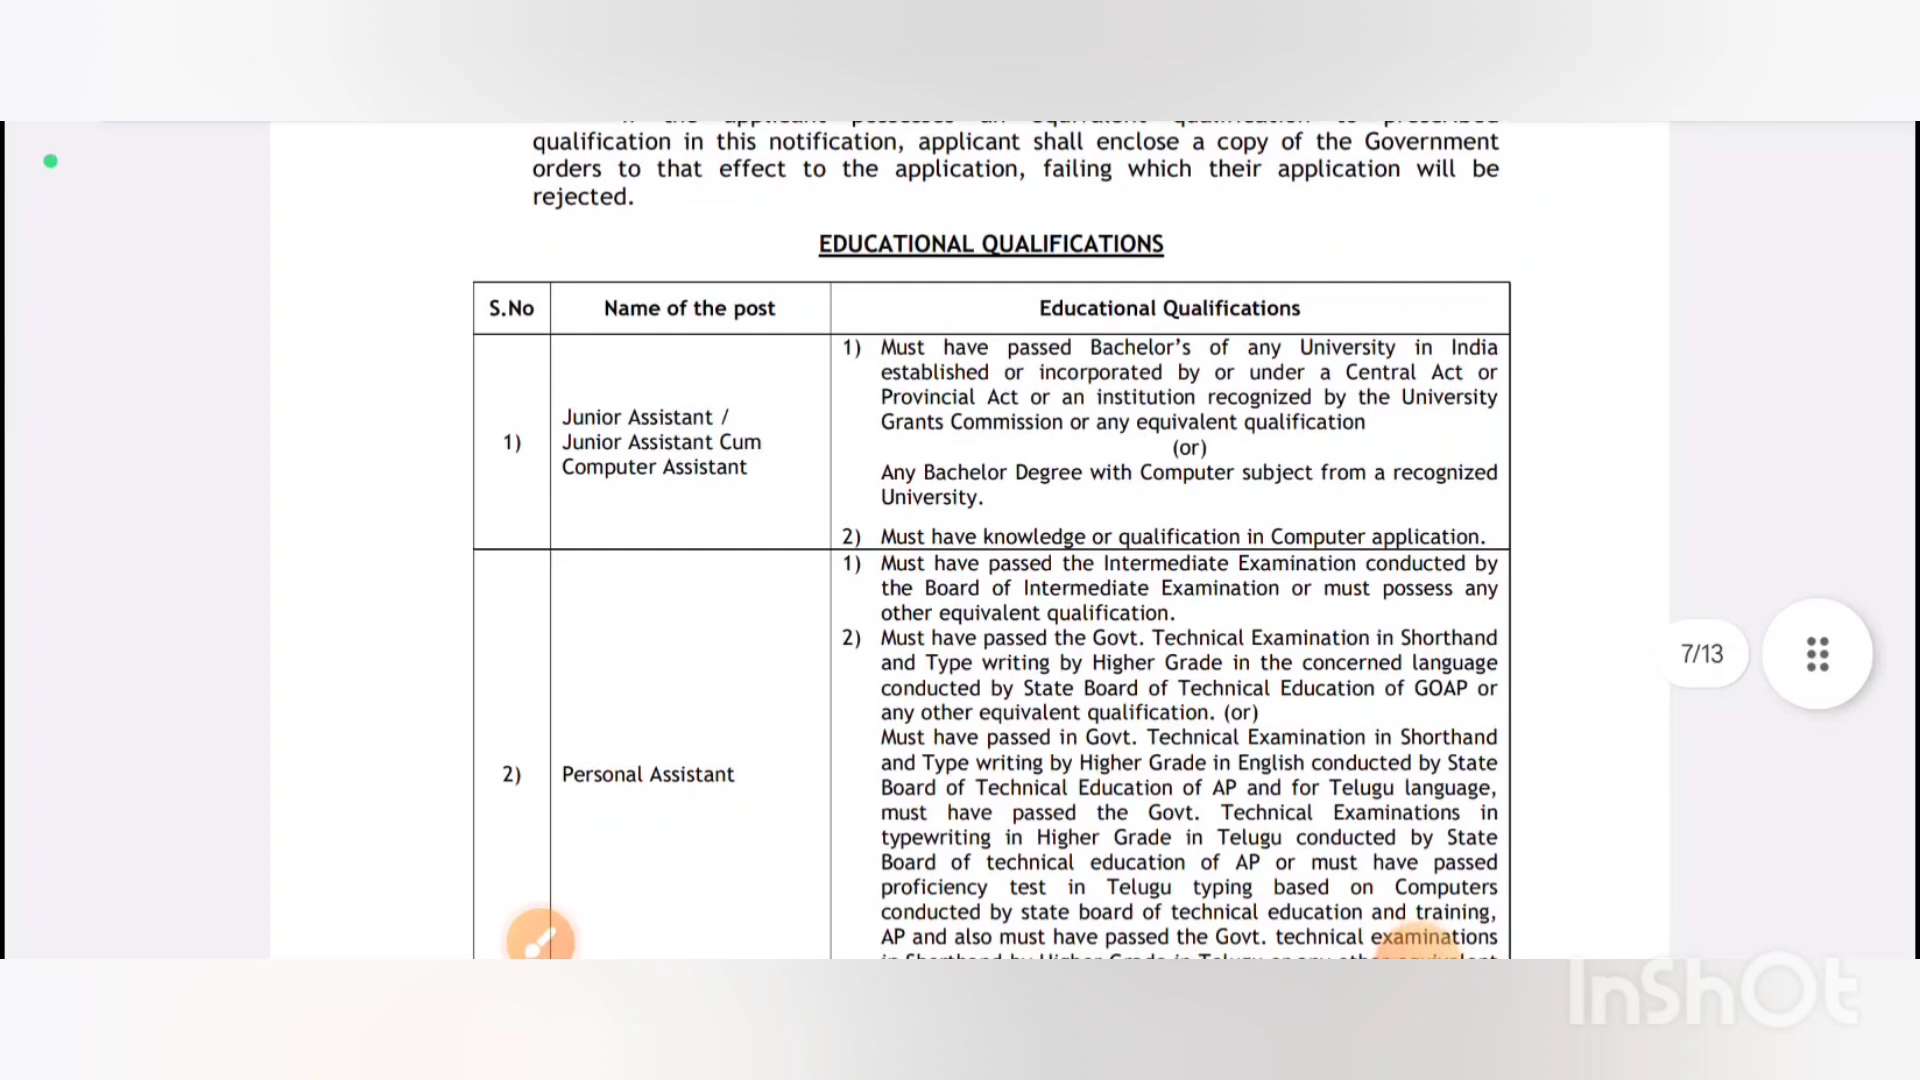 qualification in this notification, applicant shall enclose a copy of the Government
orders to that effect to the application, failing which their application will be
rejected.
EDUCATIONAL QUALIFICATIONS
S.No Name of the post Educational Qualifications
1) Junior Assistant /
Junior Assistant Cum
Computer Assistant
1) Must have passed Bachelor’s of any University in India
established or incorporated by or under a Central Act or
Provincial Act or an institution recognized by the University
Grants Commission or any equivalent qualification
(or)
Any Bachelor Degree with Computer subject from a recognized
University.
2) Must have knowledge or qualification in Computer application.
2) Personal Assistant
1) Must have passed the Intermediate Examination conducted by
the Board of Intermediate Examination or must possess any
other equivalent qualification.
2) Must have passed the Govt. Technical Examination in Shorthand
and Type writing by Higher Grade in the concerned language
conducted by State Board of Technical Education of GOAP or
any other equivalent qualification. (or)
Must have passed in Govt. Technical Examination in Shorthand
and Type writing by Higher Grade in English conducted by State
Board of Technical Education of AP and for Telugu language,
must have passed the Govt. Technical Examinations in
typewriting in Higher Grade in Telugu conducted by State
Board of technical education of AP or must have passed
proficiency test in Telugu typing based on Computers
conducted by state board of technical education and training,
AP and also must have passed the Govt. technical examinations
7/13
InShOt